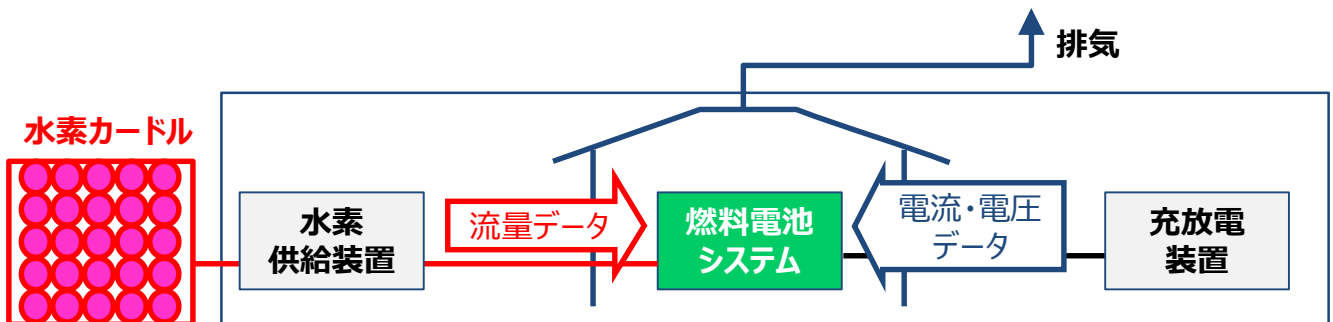 排気
水素カードル
水素
供給装置
流量データ
燃料電池
システム
電流・電圧
データ
充放電
装置